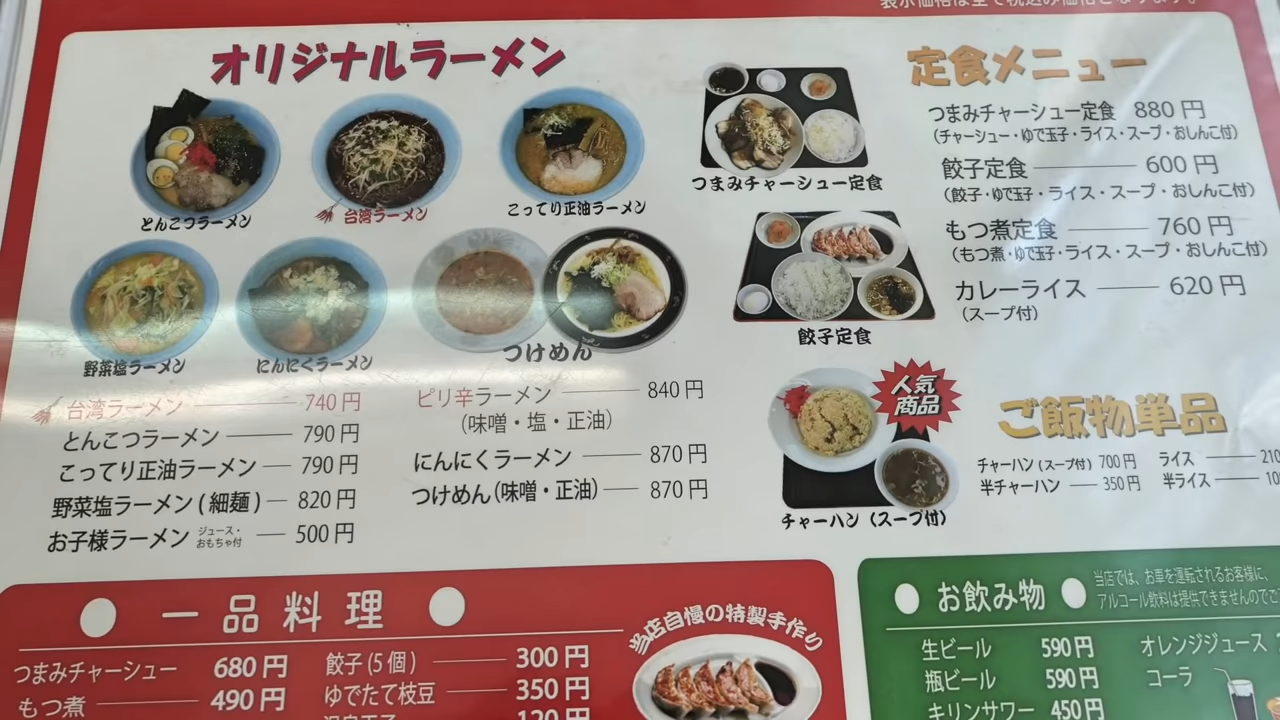 表示価格は全て税込み価格となります。
オリジナルラーメン
とんこつラーメン
台湾ラーメン
こってり正油ラーメン
野菜塩ラーメン
にんにくラーメン
つけめん
台湾ラーメン 740円
とんこつラーメン 790円
こってり正油ラーメン 790円
野菜塩ラーメン(細麺) 820円
お子様ラーメン ジュース・おもちゃ付 500円
ピリ辛ラーメン 840円
(味噌・塩・正油)
にんにくラーメン 870円
つけめん(味噌・正油) 870円
つまみチャーシュー定食
餃子定食
人気
商品
チャーハン(スープ付)
定食メニュー
つまみチャーシュー定食 880円
(チャーシュー・ゆで玉子・ライス・スープ・おしんこ付)
餃子定食 600円
(餃子・ゆで玉子・ライス・スープ・おしんこ付)
もつ煮定食 760円
(もつ煮・ゆで玉子・ライス・スープ・おしんこ付)
カレーライス 620円
(スープ付)
ご飯物単品
チャーハン(スープ付) 700円 ライス 210
半チャーハン 350円 半ライス
一品料理
つまみチャーシュー 680円
もつ煮 490円
餃子(5個) 300円
ゆでたて枝豆 350円
120円
当店自慢の特製手作り
お飲み物
当店では、お車を運転されるお客様に、
アルコール飲料は提供できませんのでご
生ビール 590円
瓶ビール 590円
キリンサワー 450円
オレンジジュース
コーラ